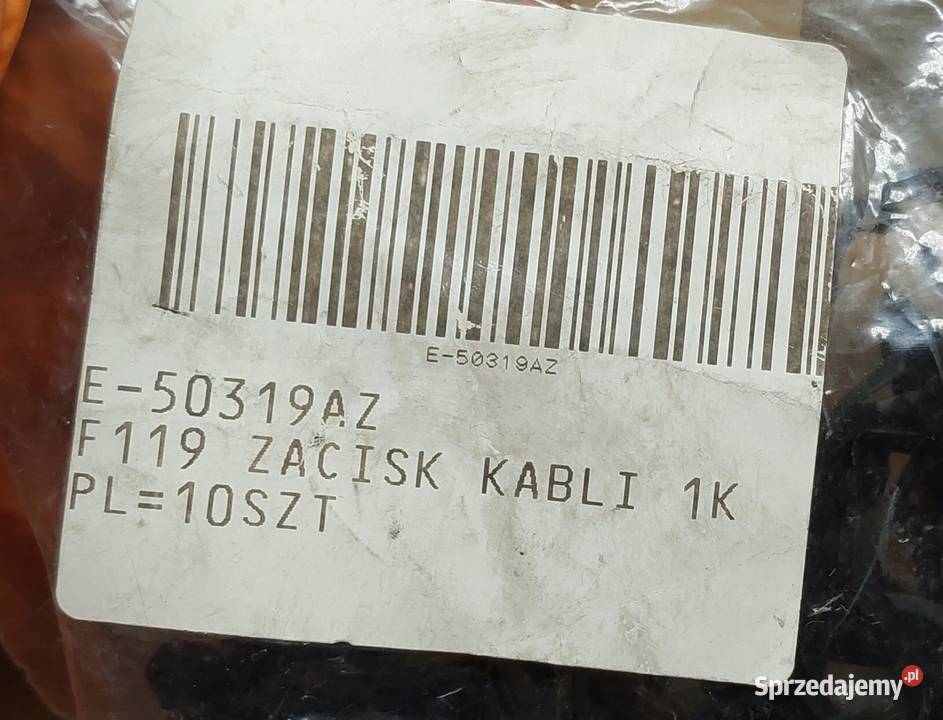 E-50319AZ
E-50319AZ
F119 ZACISK KABLI 1K
PL=10SZT
Sprzedajemy.pl